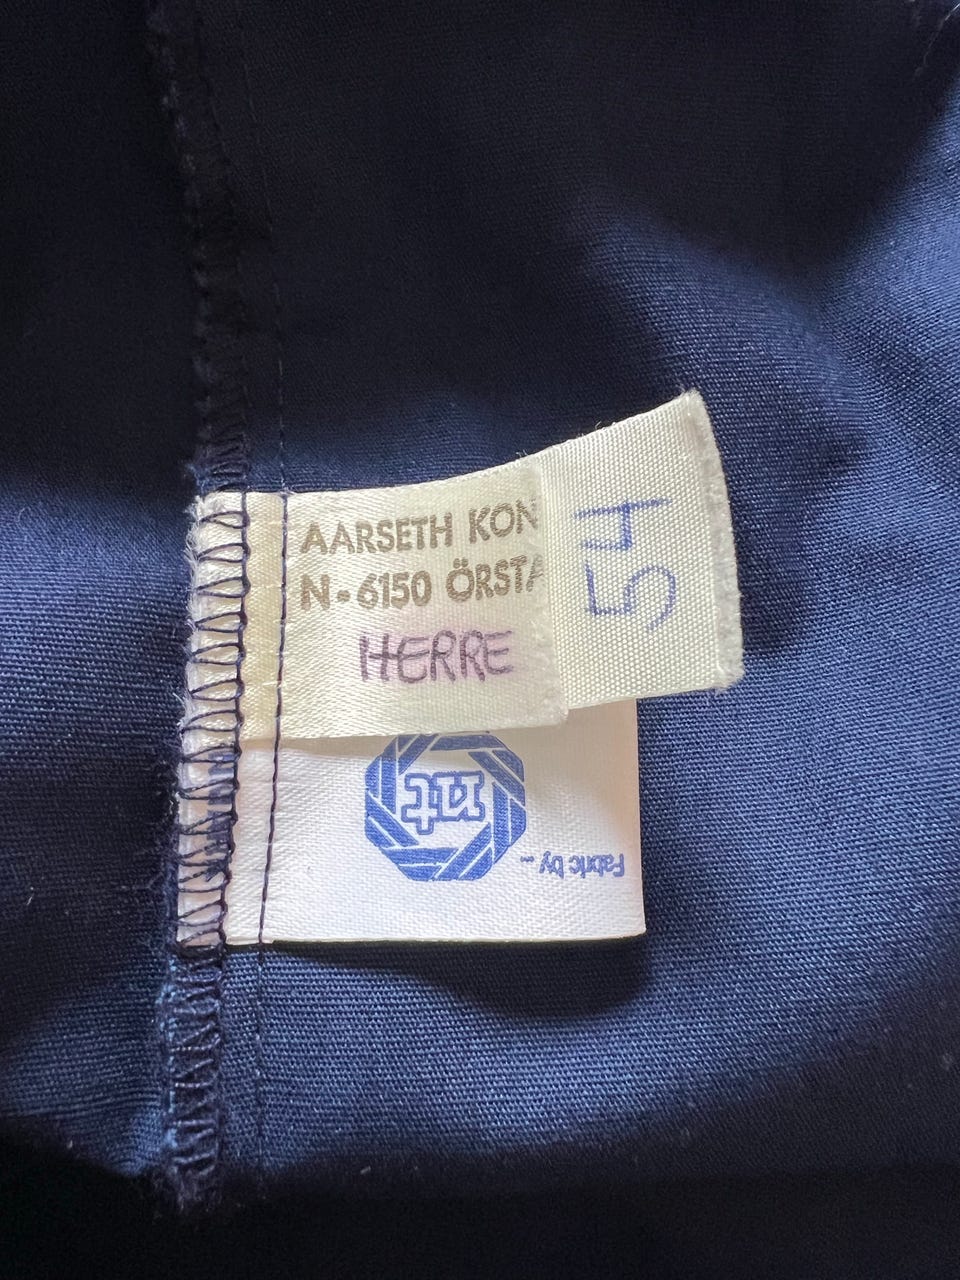 AARSETH KON
N-6150 ÖRSTA
HERRE
54
nt
Fabric by ...